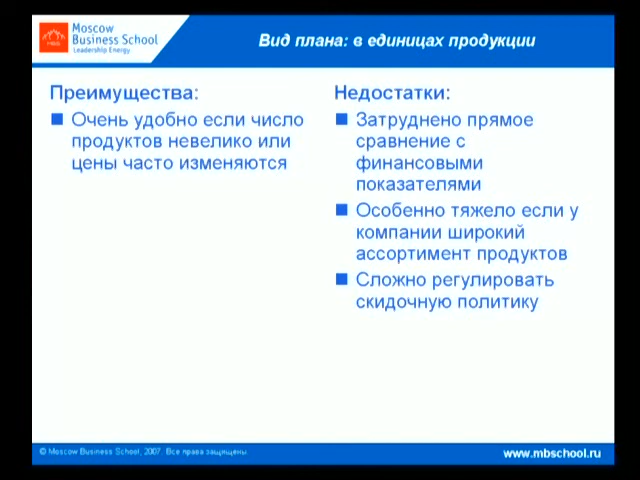 Moscow
Business School
Leadership Energy
Вид плана: в единицах продукции
Преимущества:
Очень удобно если число
продуктов невелико или
цены часто изменяются
Недостатки:
Затруднено прямое
сравнение с
финансовыми
показателями
Особенно тяжело если у
компании широкий
ассортимент продуктов
Сложно регулировать
скидочную политику
© Moscow Business School, 2007. Все права защищены
www.mbschool.ru